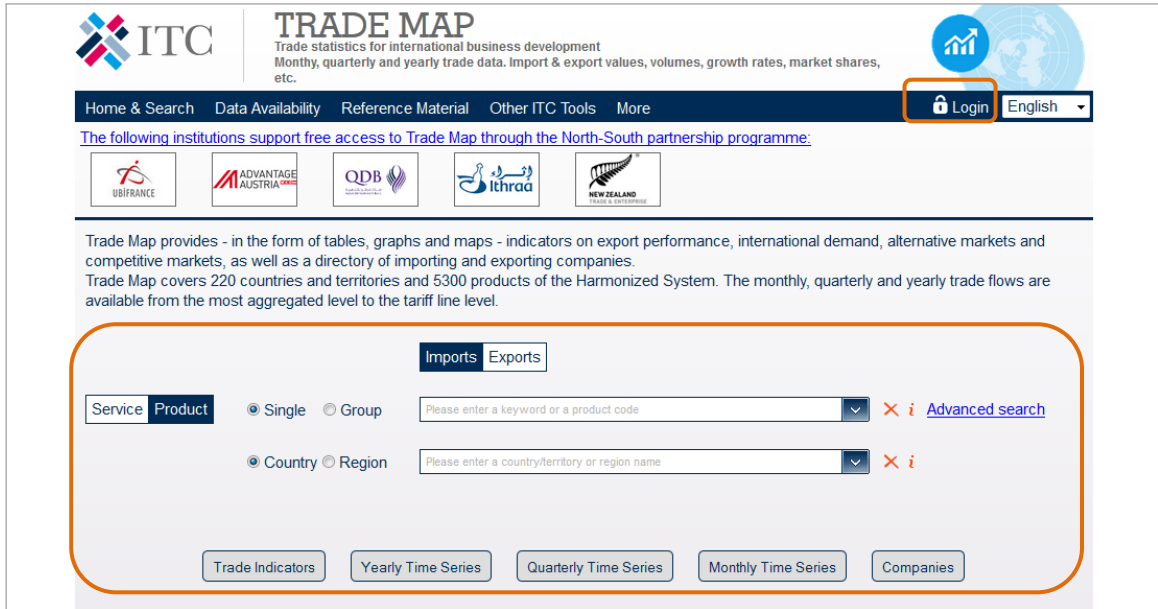 ITC
TRADE MAP
Trade statistics for international business development
Monthy, quarterly and yearly trade data. Import & export values, volumes, growth rates, market shares,
etc.
Home & Search Data Availability Reference Material Other ITC Tools More Login English
The following institutions support free access to Trade Map through the North-South partnership programme:
UBIFRANCE
ADVANTAGE
AUSTRIA
QDB
إثراء
Ithraa
NEW ZEALAND
TRADE & ENTERPRISE
Trade Map provides - in the form of tables, graphs and maps - indicators on export performance, international demand, alternative markets and
competitive markets, as well as a directory of importing and exporting companies.
Trade Map covers 220 countries and territories and 5300 products of the Harmonized System. The monthly, quarterly and yearly trade flows are
available from the most aggregated level to the tariff line level.
Imports Exports
Service Product Single Group Please enter a keyword or a product code i Advanced search
Country Region Please enter a country/territory or region name i
Trade Indicators Yearly Time Series Quarterly Time Series Monthly Time Series Companies